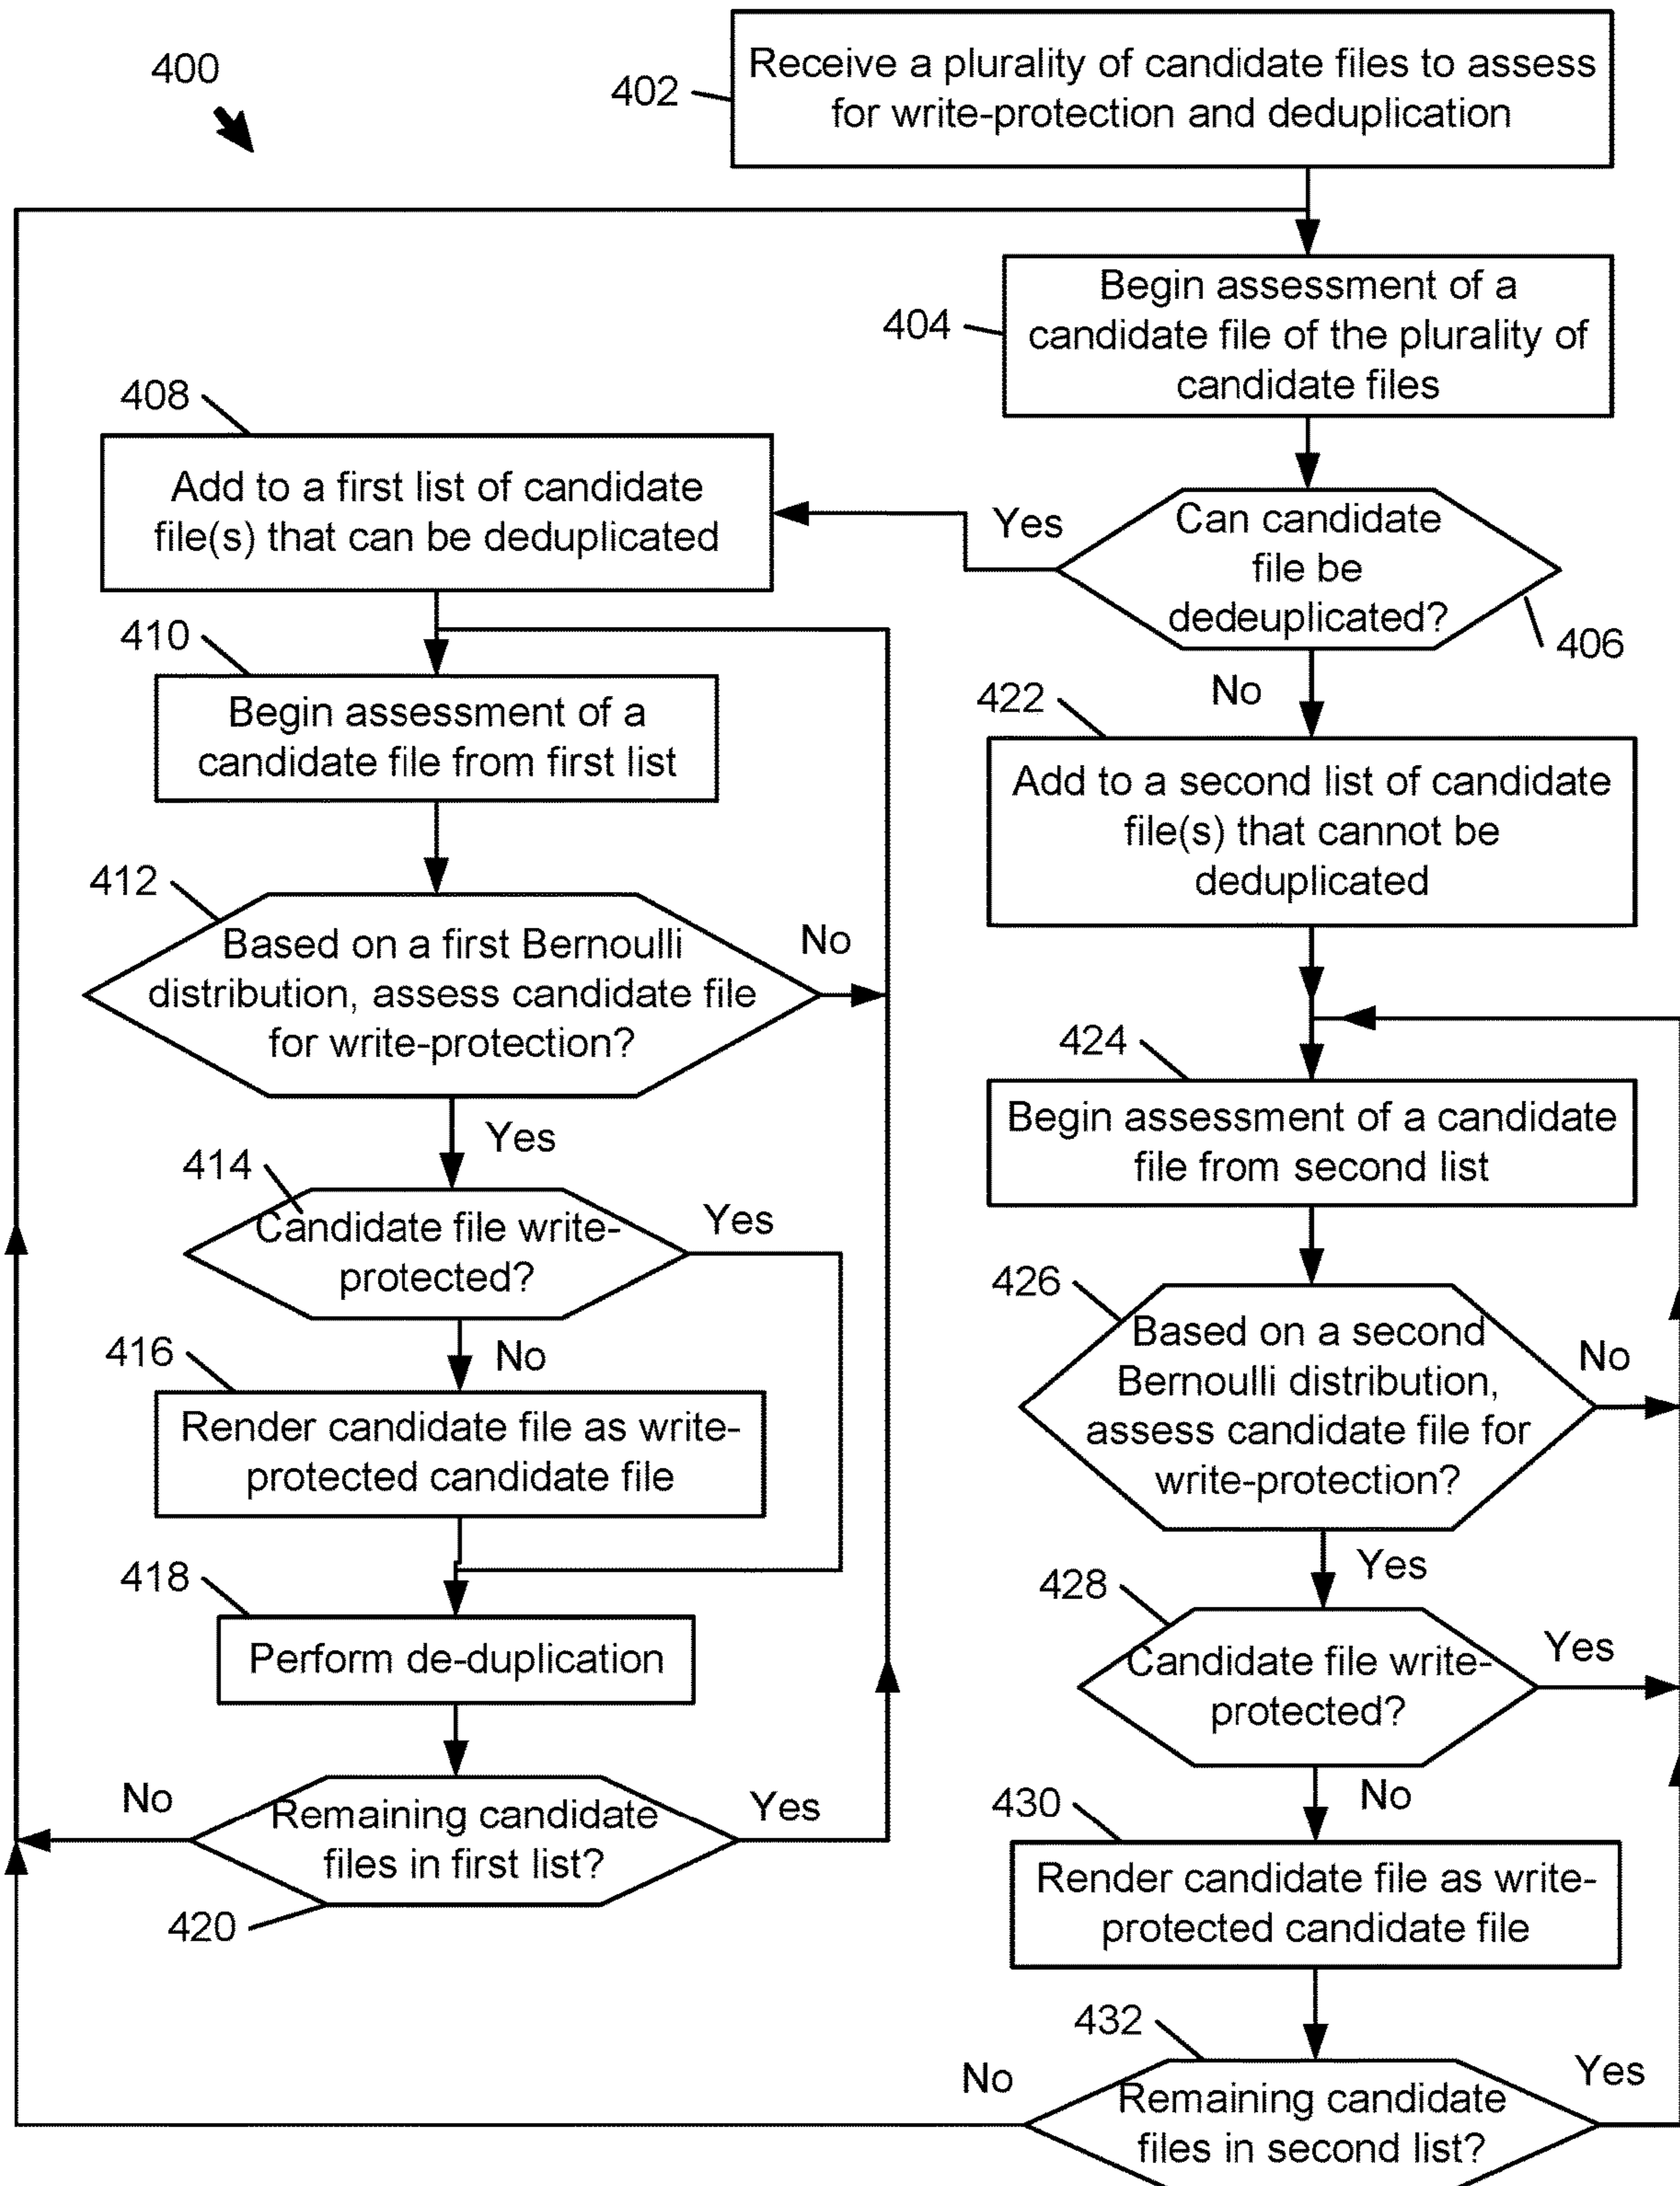 400
402
Receive a plurality of candidate files to assess
for write-protection and deduplication
404
Begin assessment of a
candidate file of the plurality of
candidate files
408
Add to a first list of candidate
file(s) that can be deduplicated
Yes
Can candidate
file be
dedeuplicated?
406
410
Begin assessment of a
candidate file from first list
No
422
Add to a second list of candidate
file(s) that cannot be
deduplicated
412
Based on a first Bernoulli
distribution, assess candidate file
for write-protection?
No
Yes
424
Begin assessment of a candidate
file from second list
414
Candidate file write-
protected?
Yes
No
426
Based on a second
Bernoulli distribution,
assess candidate file for
write-protection?
No
Yes
416
Render candidate file as write-
protected candidate file
418
Perform de-duplication
428
Candidate file write-
protected?
Yes
No
No
Remaining candidate
files in first list?
Yes
420
430
Render candidate file as write-
protected candidate file
432
No
Remaining candidate
files in second list?
Yes